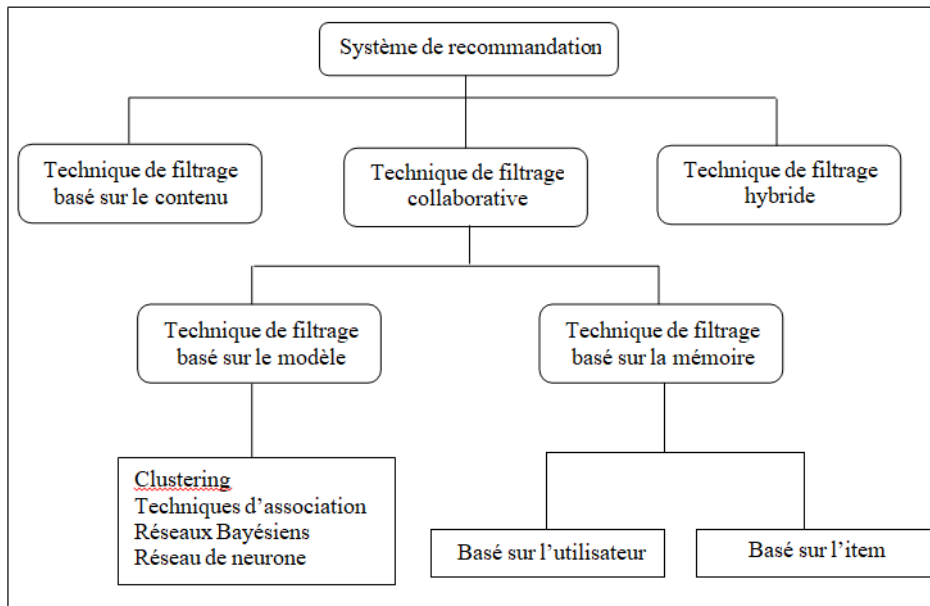 Système de recommandation
Technique de filtrage
basé sur le contenu
Technique de filtrage
collaborative
Technique de filtrage
hybride
Technique de filtrage
basé sur le modèle
Technique de filtrage
basé sur la mémoire
Clustering
Techniques d'association
Réseaux Bayésiens
Réseau de neurone
Basé sur l'utilisateur
Basé sur l'item